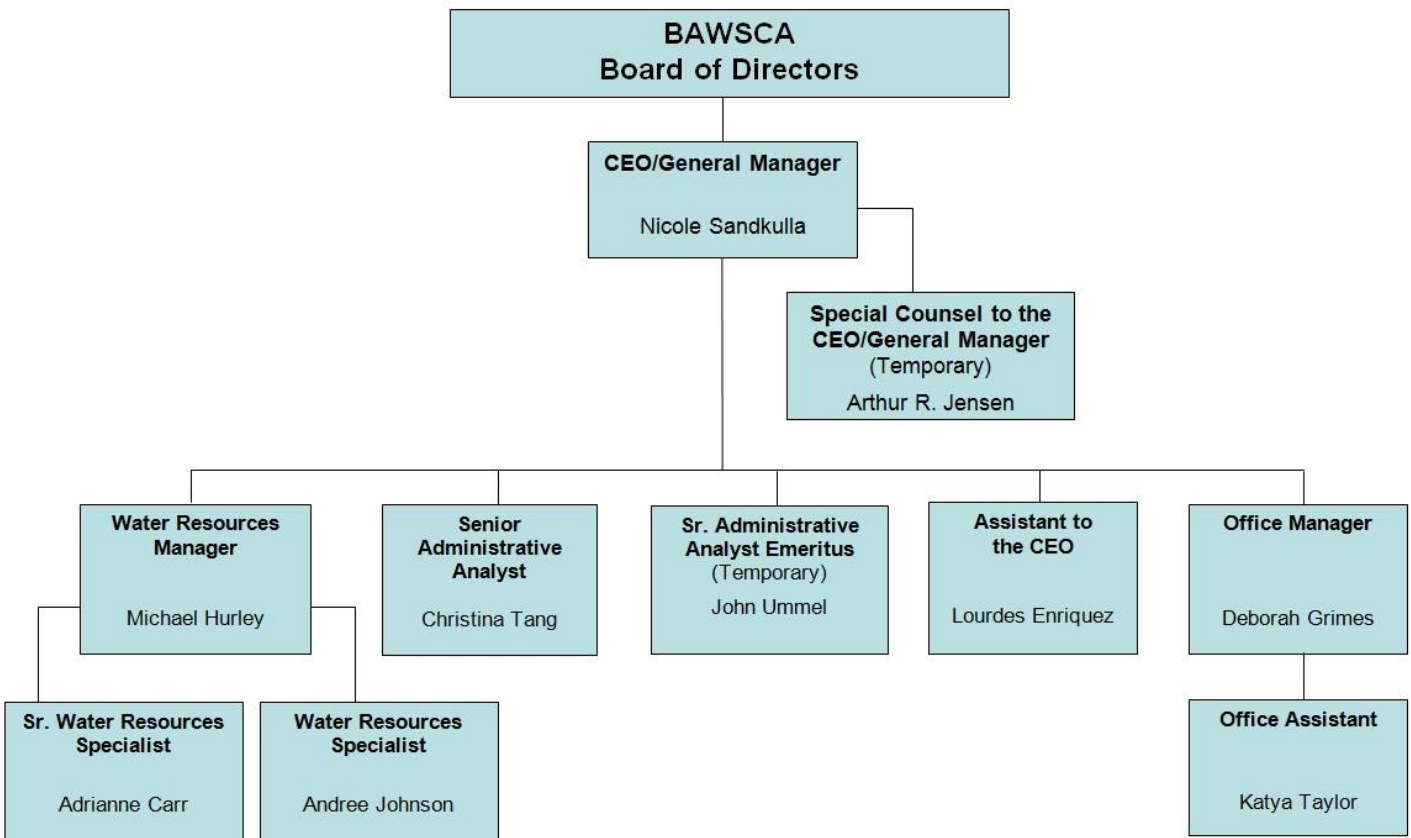 BAWSCA
Board of Directors
CEO/General Manager
Nicole Sandkulla
Special Counsel to the
CEO/General Manager
(Temporary)
Arthur R. Jensen
Water Resources
Manager
Michael Hurley
Senior
Administrative
Analyst
Christina Tang
Sr. Administrative
Analyst Emeritus
(Temporary)
John Ummel
Assistant to
the CEO
Lourdes Enriquez
Office Manager
Deborah Grimes
Sr. Water Resources
Specialist
Adrianne Carr
Water Resources
Specialist
Andree Johnson
Office Assistant
Katya Taylor